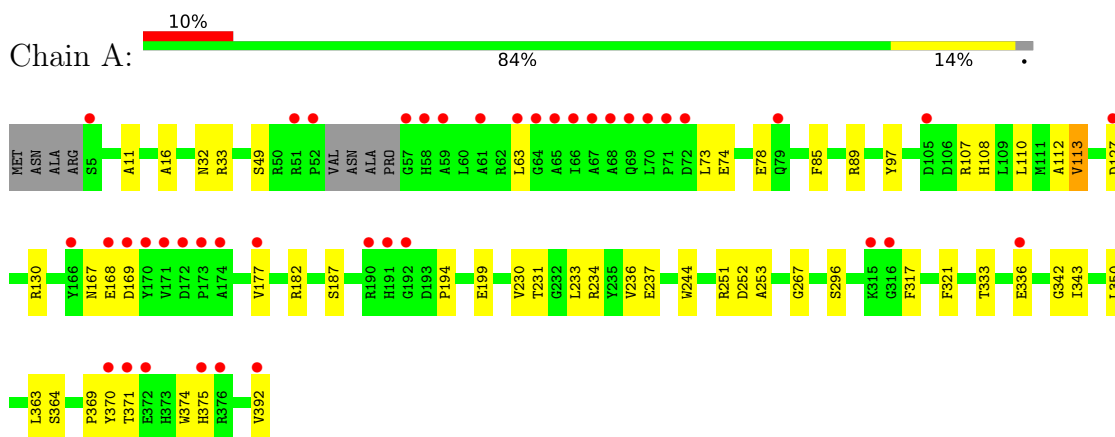 10%
Chain A:
84% 14% •
MET ASN ALA ARG S5 A11 A16 N32 R33 S49 R50 R51 P52 VAL ASN ALA PRO G57 H58 A59 L60 A61 R62 L63 G64 A65 I66 A67 A68 Q69 L70 P71 D72 L73 E74 E78 Q79 F85 R89 Y97 D105 D106 R107 H108 L109 L110 M111 A112 V113 D127
R130 Y166 N167 E168 D169 Y170 V171 D172 P173 A174 V177 R182 S187 R190 H191 G192 D193 P194 E199 V230 T231 G232 L233 R234 Y235 V236 E237 W244 R251 D252 A253 G267 S296 K315 G316 F317 F321 T333 E336 G342 I343 L350
L363 S364 P369 Y370 T371 E372 H373 W374 H375 R376 V392